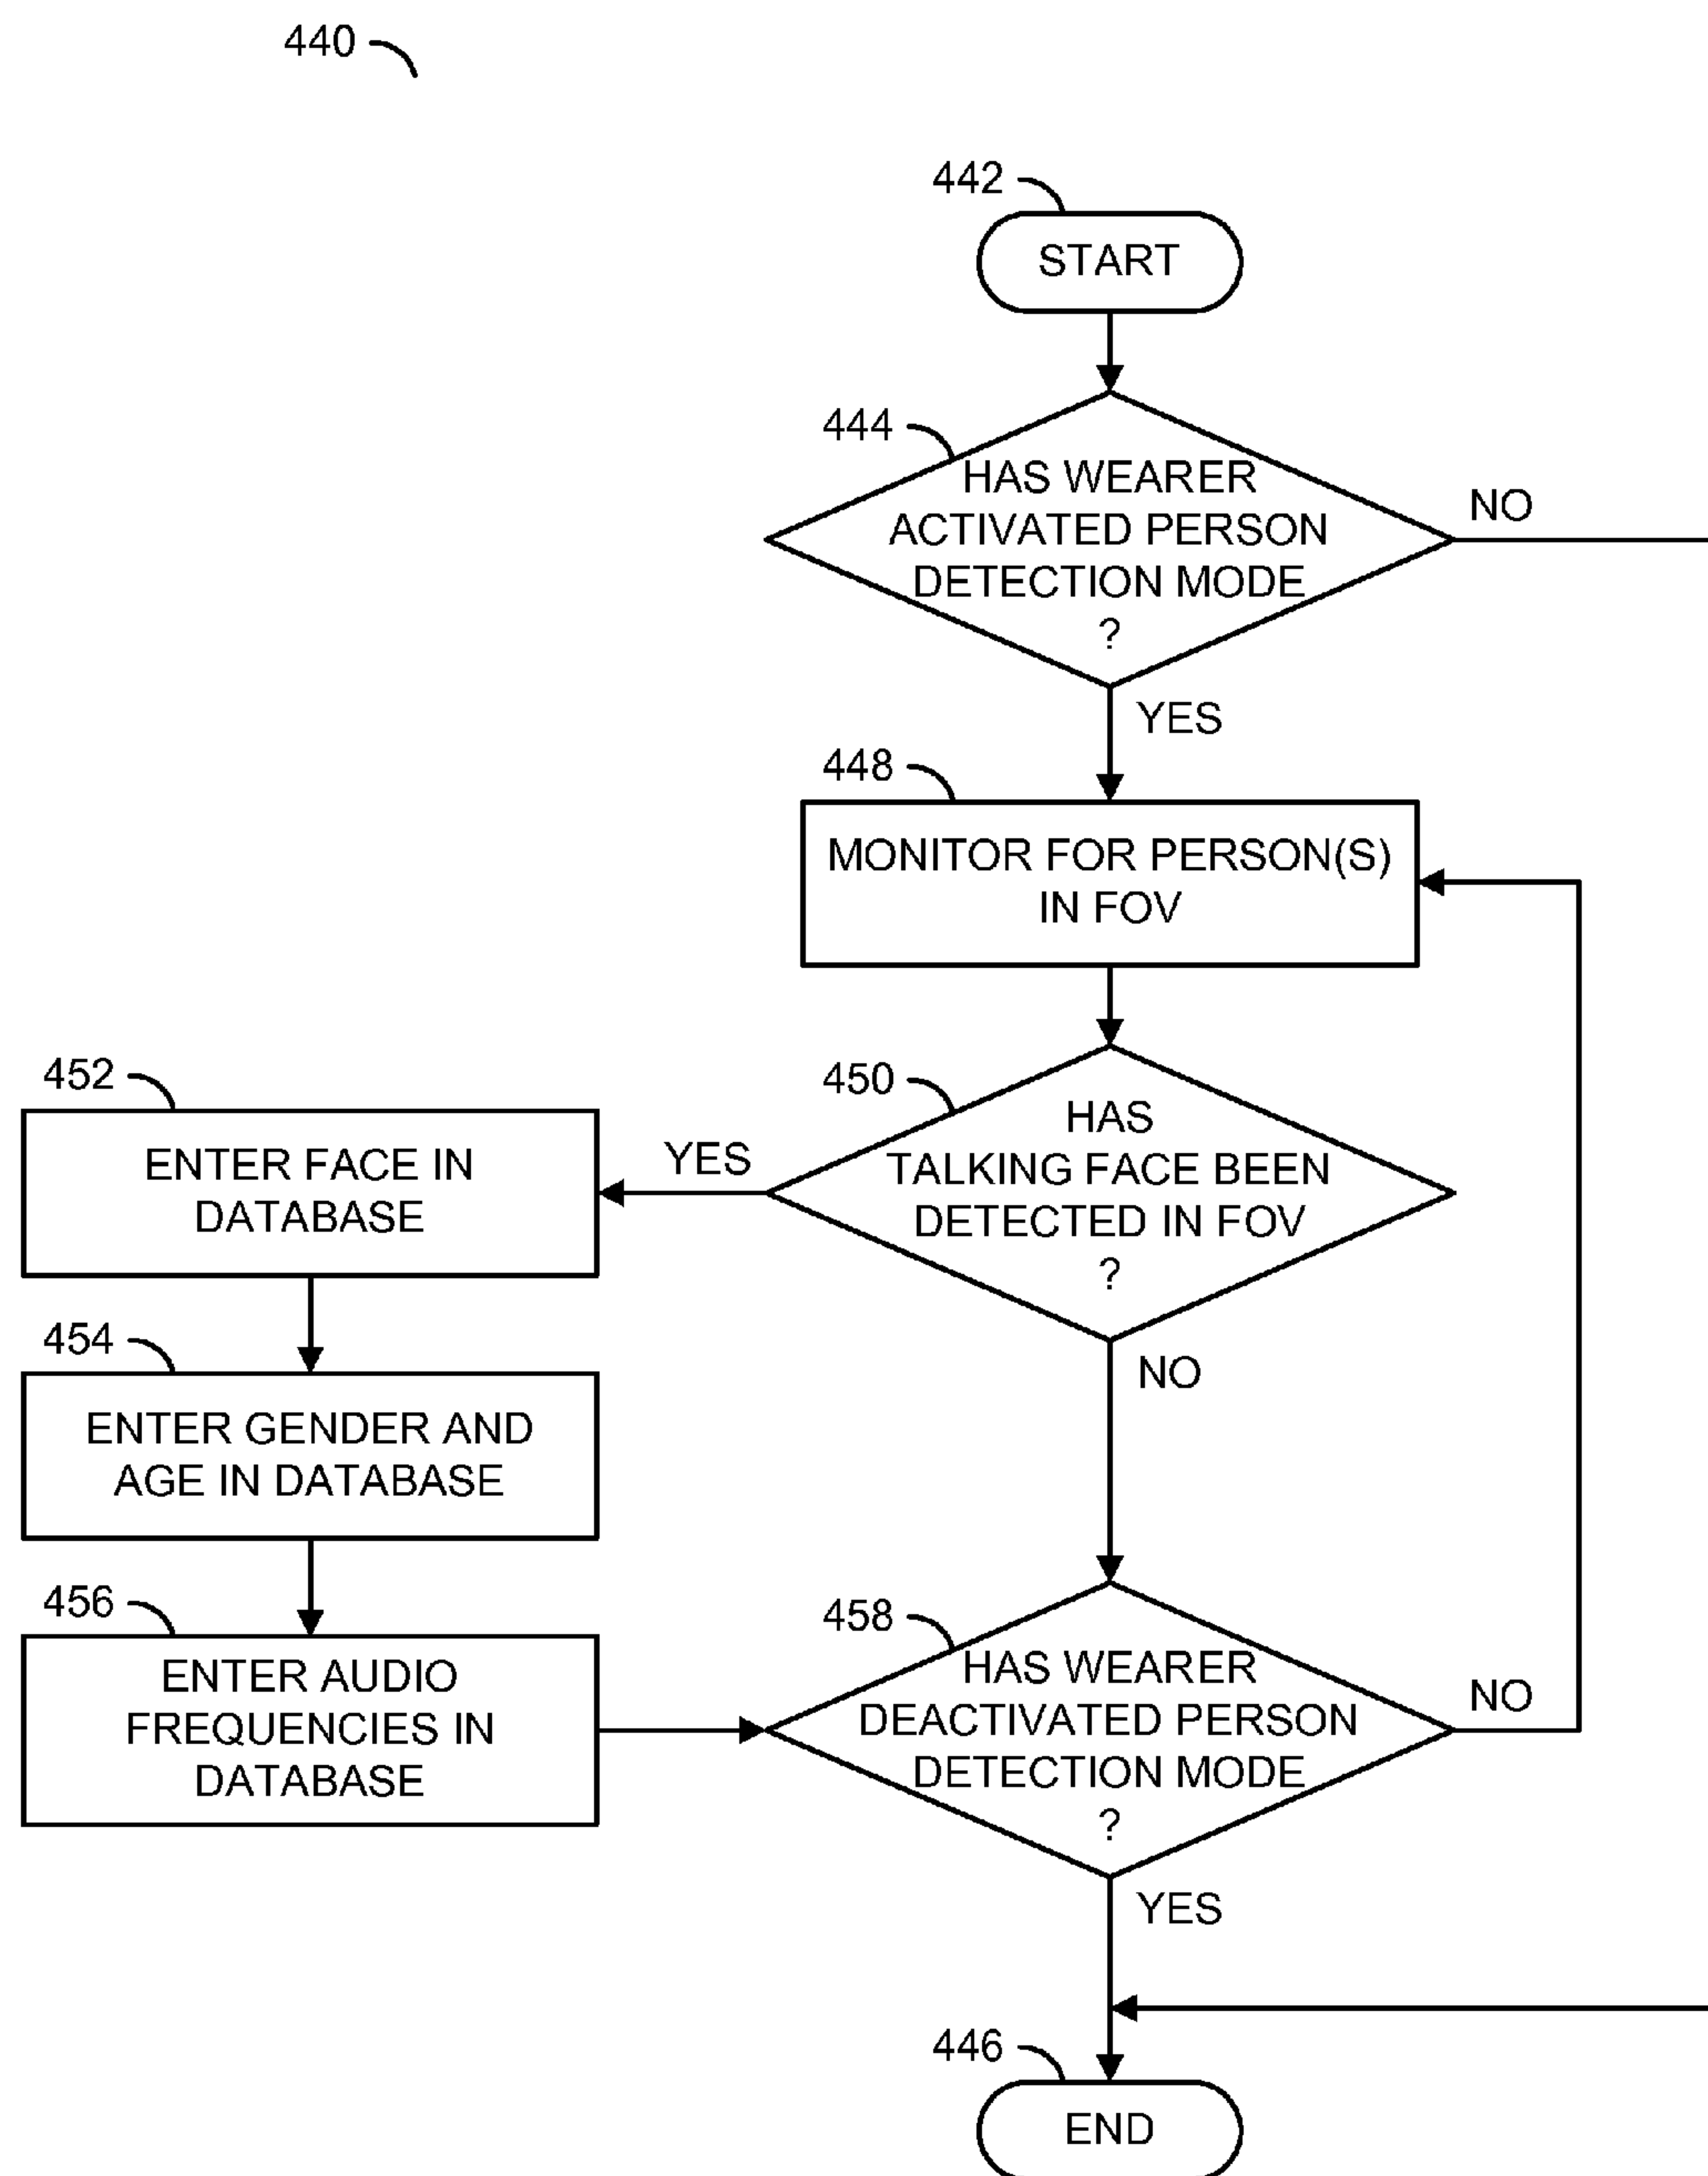 440
442
START
444
HAS WEARER
ACTIVATED PERSON
DETECTION MODE
?
NO
YES
448
MONITOR FOR PERSON(S)
IN FOV
450
HAS
TALKING FACE BEEN
DETECTED IN FOV
?
YES
NO
452
ENTER FACE IN
DATABASE
454
ENTER GENDER AND
AGE IN DATABASE
456
ENTER AUDIO
FREQUENCIES IN
DATABASE
458
HAS WEARER
DEACTIVATED PERSON
DETECTION MODE
?
NO
YES
446
END